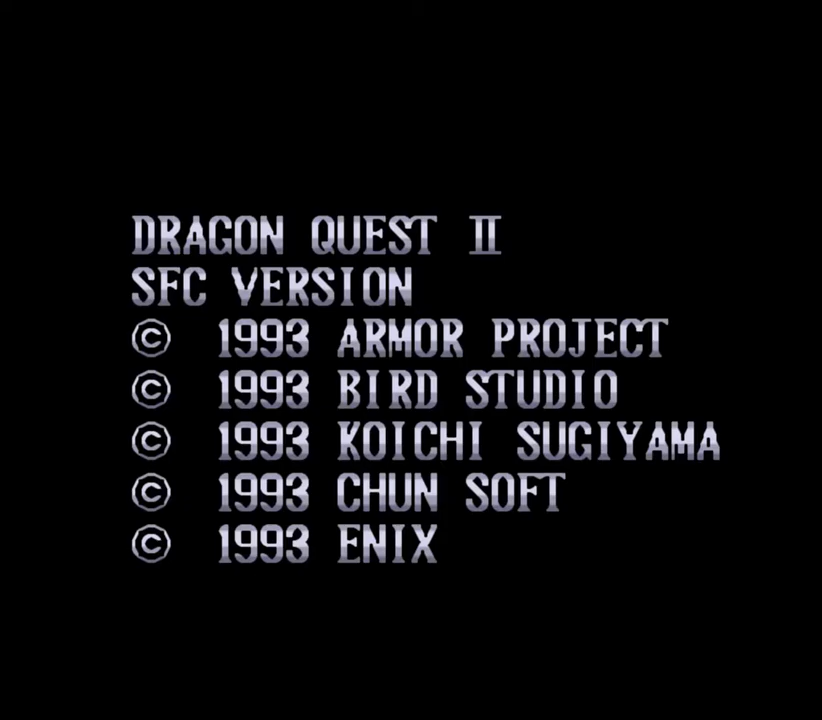 DRAGON QUEST II
SFC VERSION
© 1993 ARMOR PROJECT
© 1993 BIRD STUDIO
© 1993 KOICHI SUGIYAMA
© 1993 CHUN SOFT
© 1993 ENIX